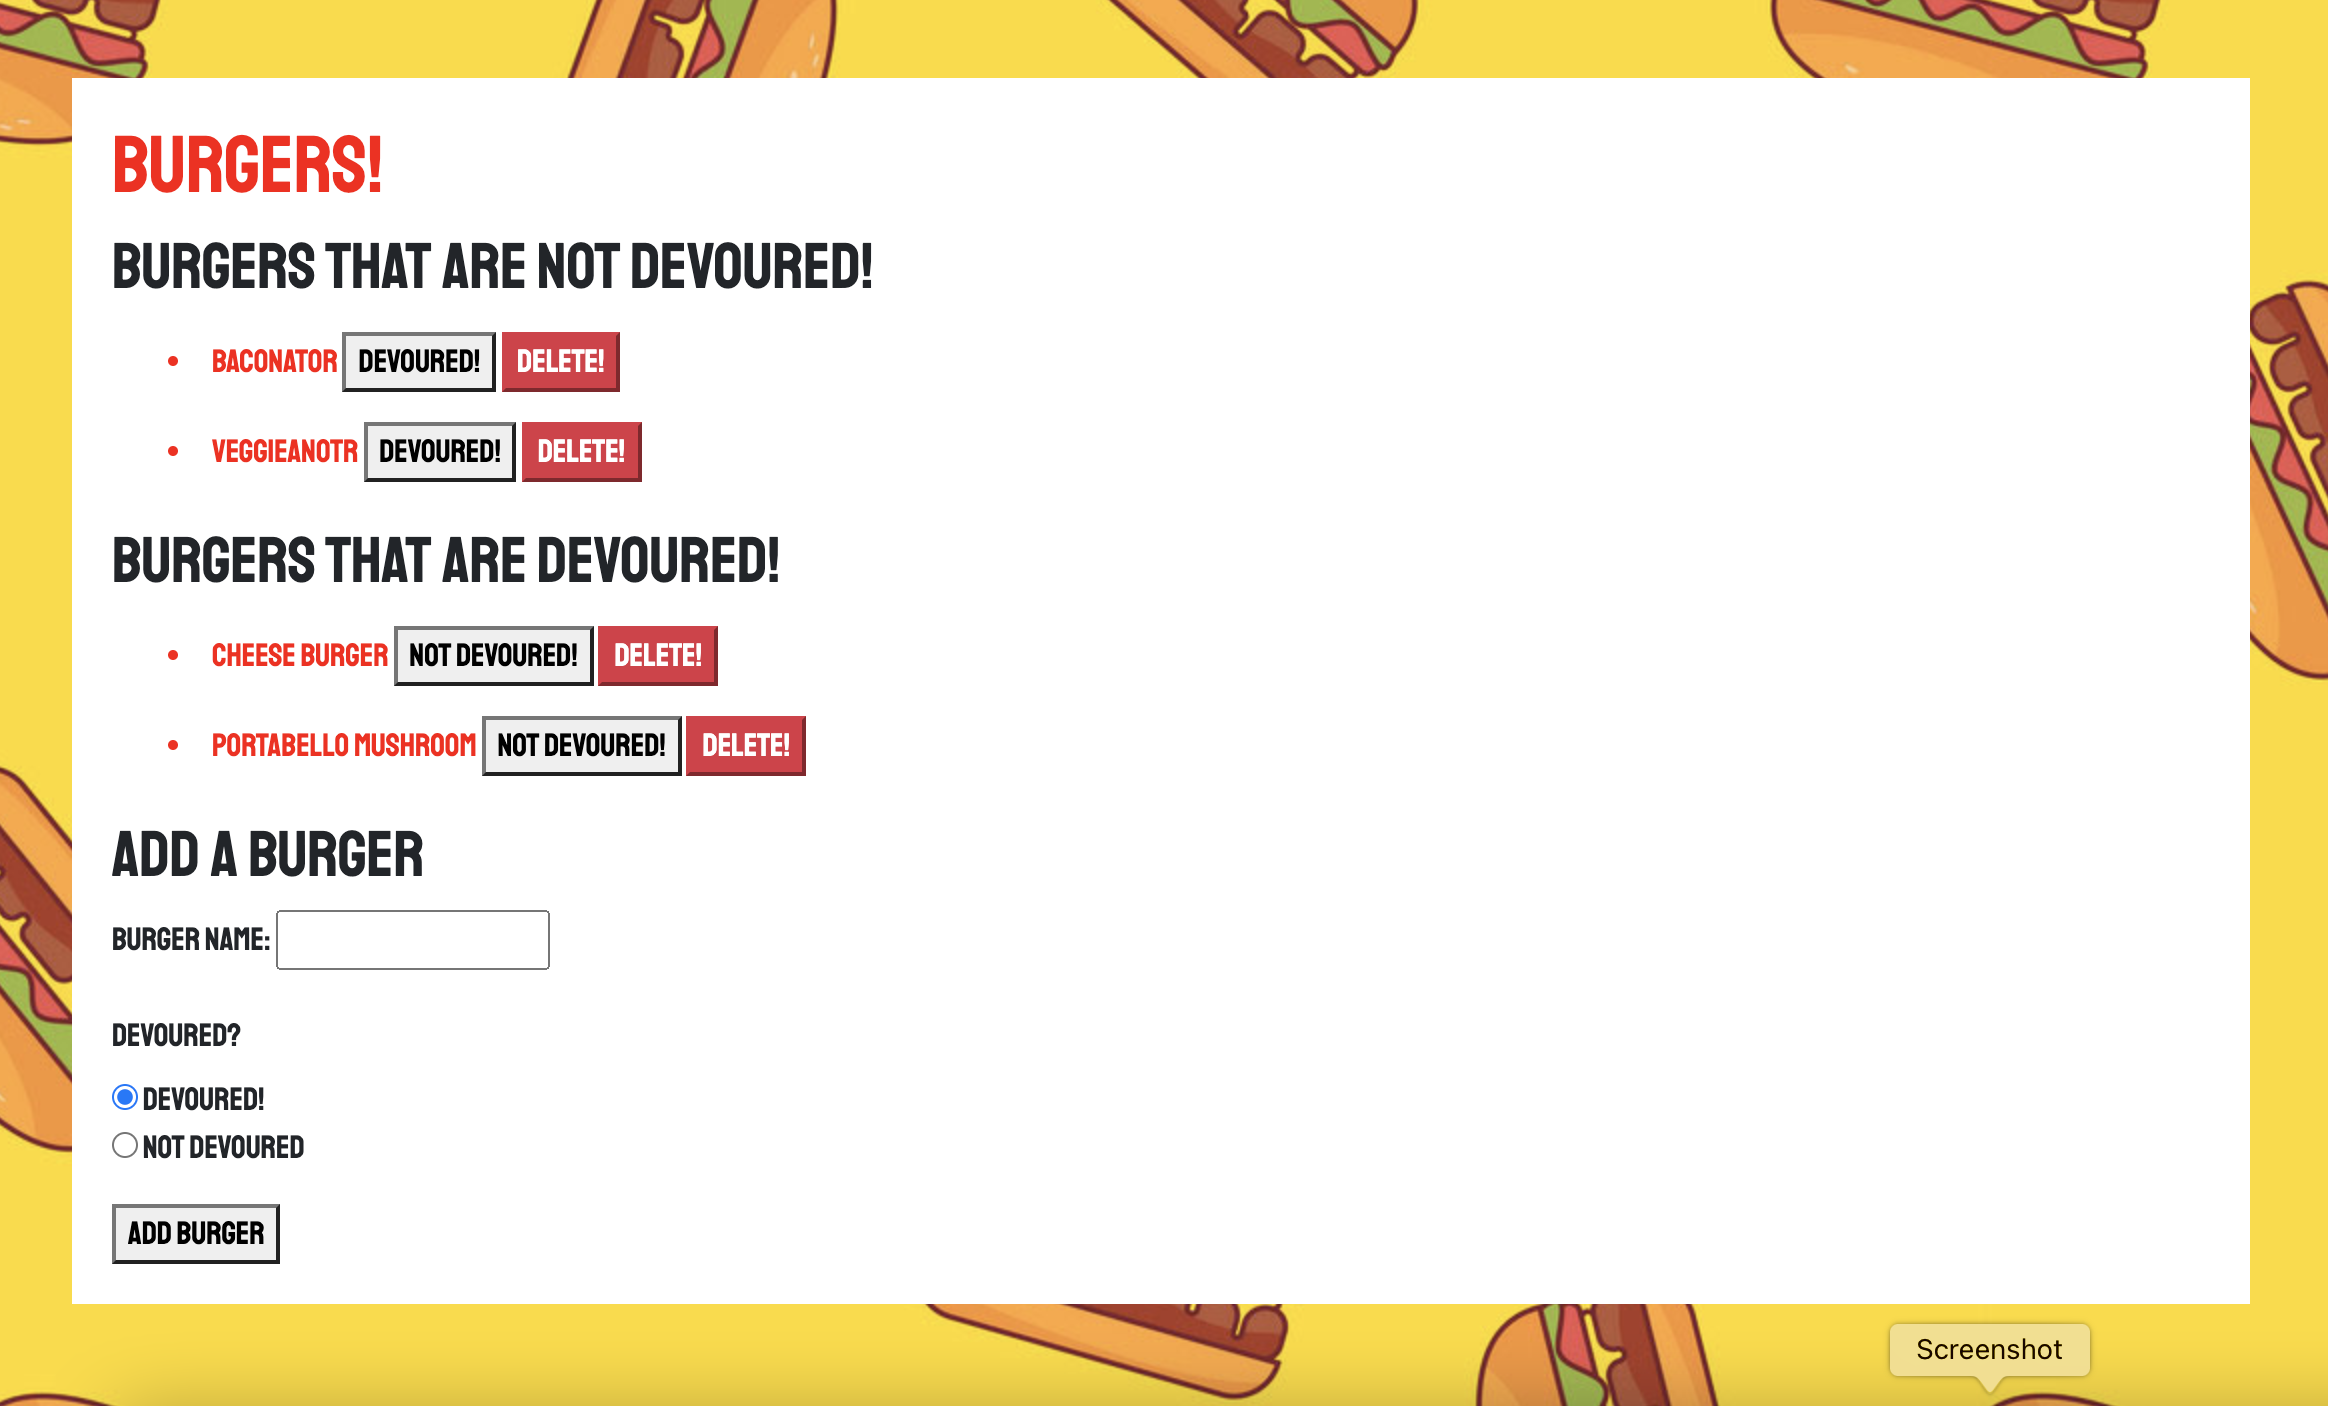 BURGERS!
BURGERS THAT ARE NOT DEVOURED!
BACONATOR DEVOURED! DELETE!
VEGGIEANOTR DEVOURED! DELETE!
BURGERS THAT ARE DEVOURED!
CHEESE BURGER NOT DEVOURED! DELETE!
PORTABELLO MUSHROOM NOT DEVOURED! DELETE!
ADD A BURGER
BURGER NAME:
DEVOURED?
DEVOURED!
NOT DEVOURED
ADD BURGER
Screenshot